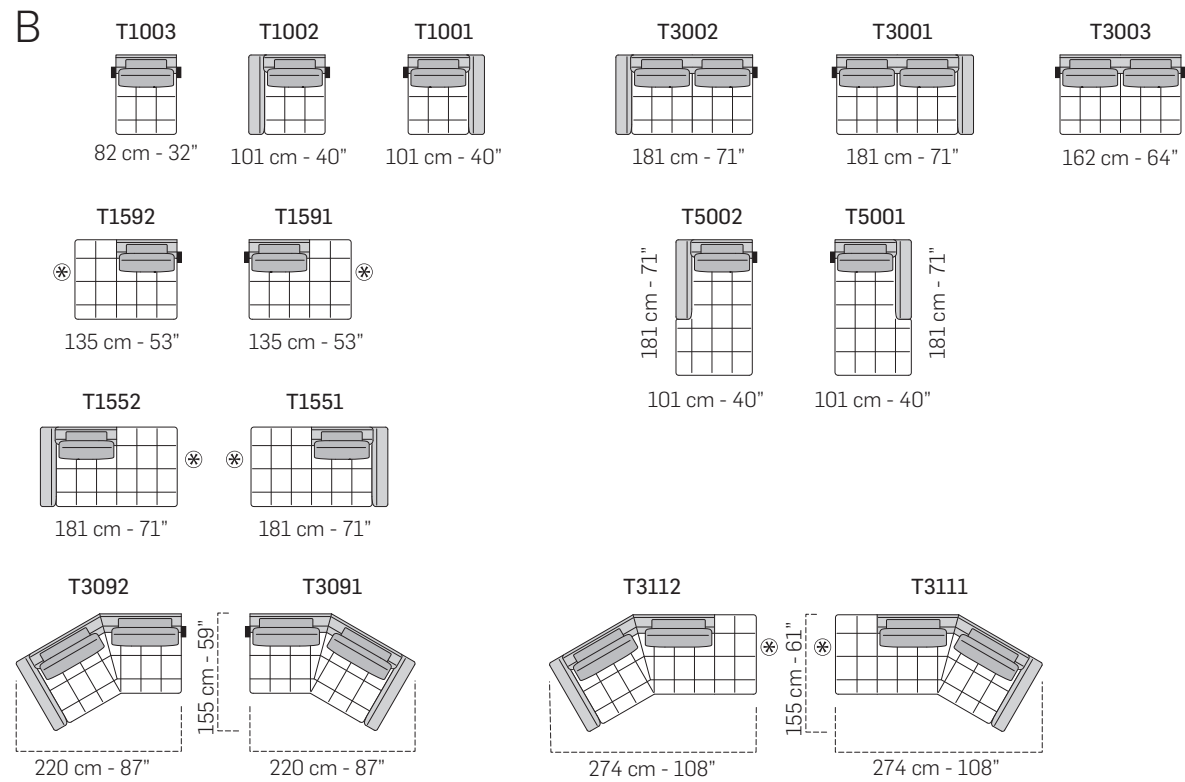 B
T1003 T1002 T1001 T3002 T3001 T3003
82 cm - 32” 101 cm - 40” 101 cm - 40” 181 cm - 71” 181 cm - 71” 162 cm - 64”
T1592 T1591 T5002 T5001
181 cm - 71” 181 cm - 71”
135 cm - 53” 135 cm - 53”
101 cm - 40” 101 cm - 40”
T1552 T1551
181 cm - 71” 181 cm - 71”
T3092 T3091 T3112 T3111
155 cm - 59” 155 cm - 61”
220 cm - 87” 220 cm - 87” 274 cm - 108” 274 cm - 108”